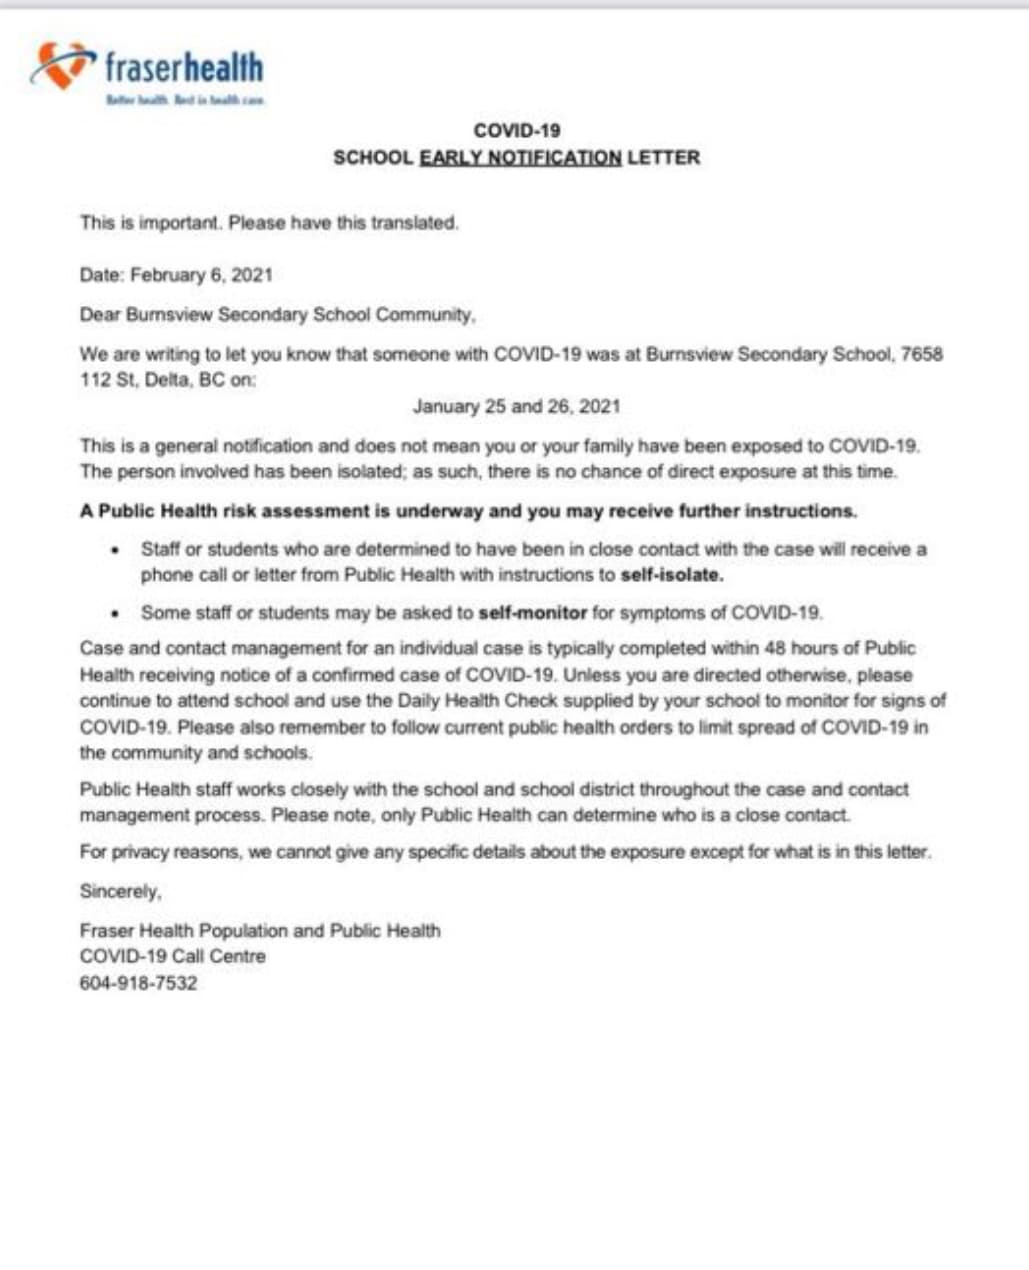 fraserhealth
Better health. Best in health care.
COVID-19
SCHOOL EARLY NOTIFICATION LETTER
This is important. Please have this translated.
Date: February 6, 2021
Dear Burnsview Secondary School Community,
We are writing to let you know that someone with COVID-19 was at Burnsview Secondary School, 7658
112 St, Delta, BC on:
January 25 and 26, 2021
This is a general notification and does not mean you or your family have been exposed to COVID-19.
The person involved has been isolated; as such, there is no chance of direct exposure at this time.
A Public Health risk assessment is underway and you may receive further instructions.
• Staff or students who are determined to have been in close contact with the case will receive a
phone call or letter from Public Health with instructions to self-isolate.
• Some staff or students may be asked to self-monitor for symptoms of COVID-19.
Case and contact management for an individual case is typically completed within 48 hours of Public
Health receiving notice of a confirmed case of COVID-19. Unless you are directed otherwise, please
continue to attend school and use the Daily Health Check supplied by your school to monitor for signs of
COVID-19. Please also remember to follow current public health orders to limit spread of COVID-19 in
the community and schools.
Public Health staff works closely with the school and school district throughout the case and contact
management process. Please note, only Public Health can determine who is a close contact.
For privacy reasons, we cannot give any specific details about the exposure except for what is in this letter.
Sincerely,
Fraser Health Population and Public Health
COVID-19 Call Centre
604-918-7532